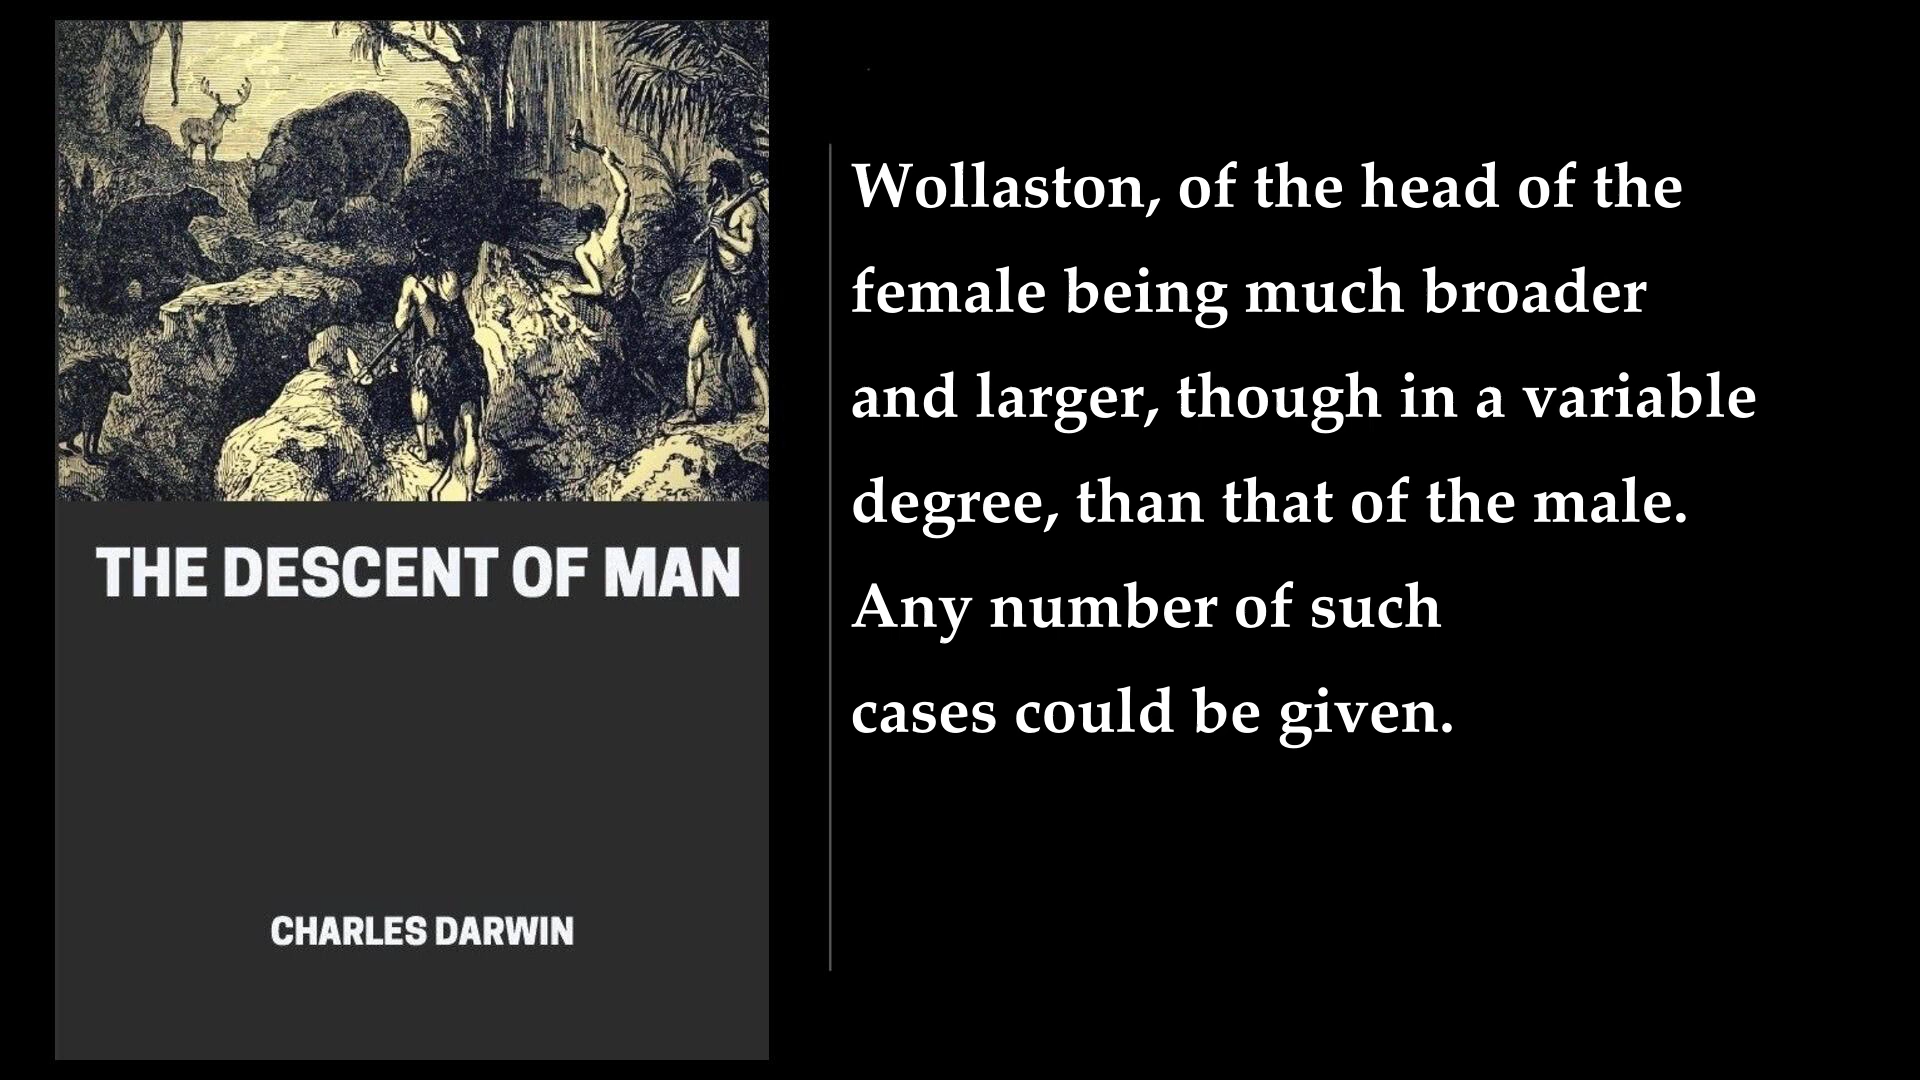 THE DESCENT OF MAN
CHARLES DARWIN
Wollaston, of the head of the
female being much broader
and larger, though in a variable
degree, than that of the male.
Any number of such
cases could be given.